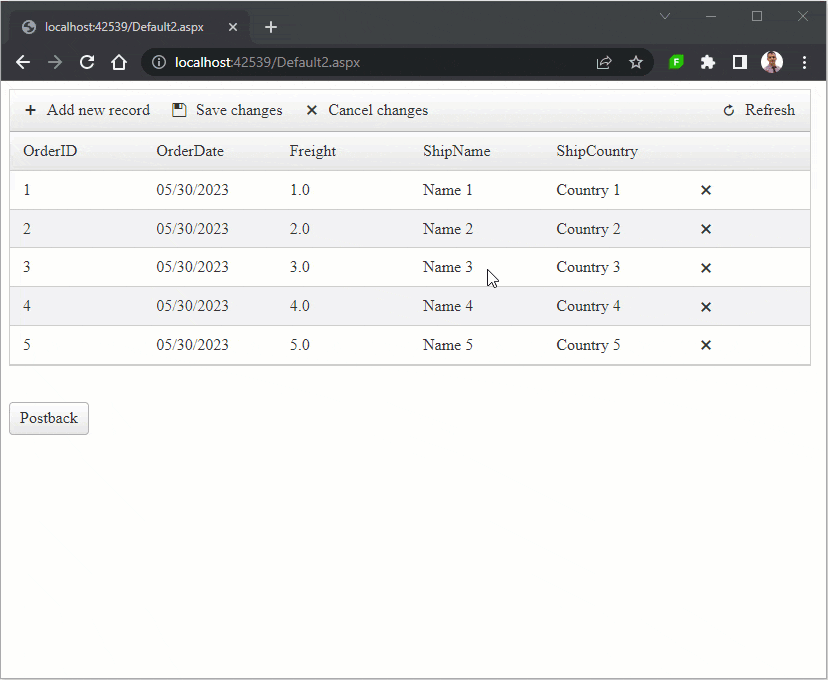 localhost:42539/Default2.aspx
localhost:42539/Default2.aspx
F
Add new record Save changes Cancel changes Refresh
OrderID OrderDate Freight ShipName ShipCountry
1 05/30/2023 1.0 Name 1 Country 1
2 05/30/2023 2.0 Name 2 Country 2
3 05/30/2023 3.0 Name 3 Country 3
4 05/30/2023 4.0 Name 4 Country 4
5 05/30/2023 5.0 Name 5 Country 5
Postback